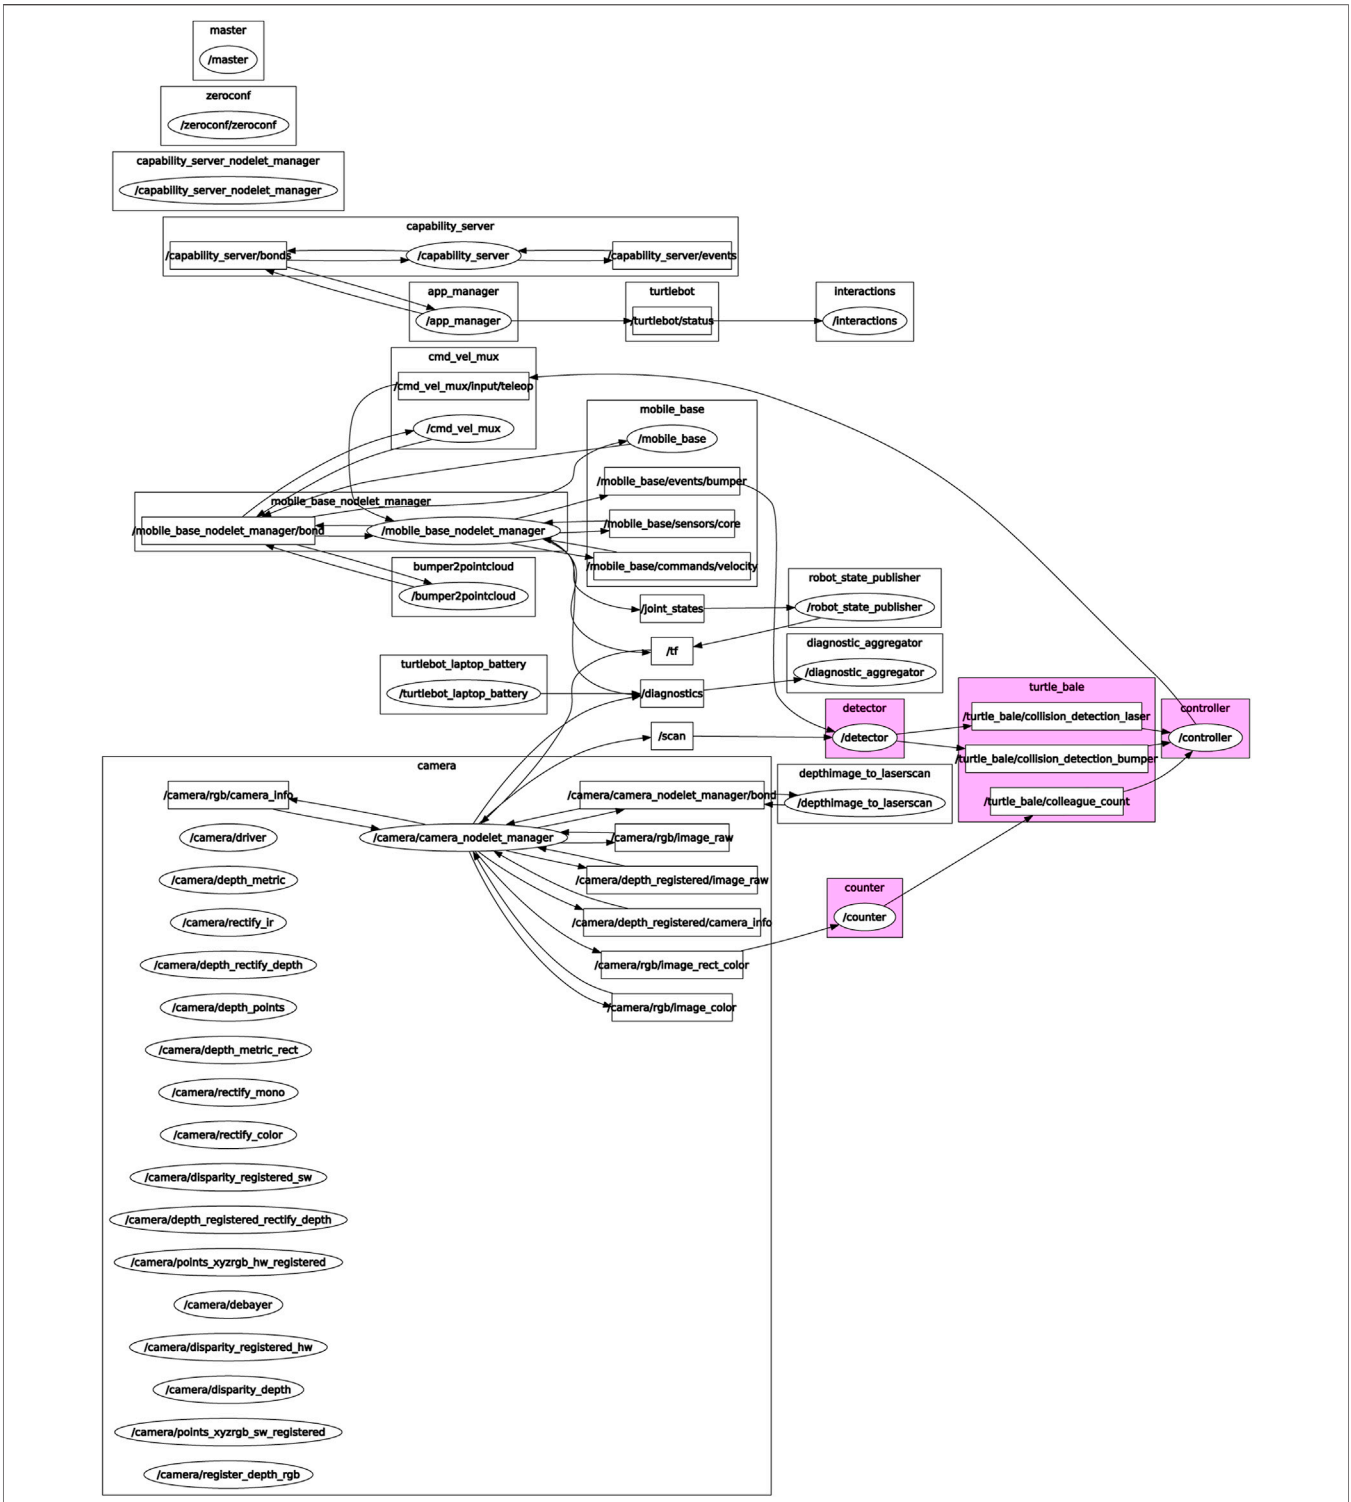 master
/master
zeroconf
/zeroconf/zeroconf
capability_server_nodelet_manager
/capability_server_nodelet_manager
capability_server
/capability_server/bonds
/capability_server
/capability_server/events
app_manager
/app_manager
turtlebot
/turtlebot/status
interactions
/interactions
cmd_vel_mux
/cmd_vel_mux/input/teleop
/cmd_vel_mux
mobile_base
/mobile_base
/mobile_base/events/bumper
/mobile_base/sensors/core
/mobile_base/commands/velocity
mobile_base_nodelet_manager
/mobile_base_nodelet_manager/bond
/mobile_base_nodelet_manager
bumper2pointcloud
/bumper2pointcloud
/joint_states
robot_state_publisher
/robot_state_publisher
/tf
diagnostic_aggregator
/diagnostic_aggregator
turtlebot_laptop_battery
/turtlebot_laptop_battery
/diagnostics
/scan
detector
/detector
turtle_bale
/turtle_bale/collision_detection_laser
/turtle_bale/collision_detection_bumper
/turtle_bale/colleague_count
controller
/controller
depthimage_to_laserscan
/depthimage_to_laserscan
counter
/counter
camera
/camera/rgb/camera_info
/camera/camera_nodelet_manager/bond
/camera/driver
/camera/camera_nodelet_manager
/camera/rgb/image_raw
/camera/depth_metric
/camera/depth_registered/image_raw
/camera/rectify_ir
/camera/depth_registered/camera_info
/camera/depth_rectify_depth
/camera/rgb/image_rect_color
/camera/depth_points
/camera/rgb/image_color
/camera/depth_metric_rect
/camera/rectify_mono
/camera/rectify_color
/camera/disparity_registered_sw
/camera/depth_registered_rectify_depth
/camera/points_xyzrgb_hw_registered
/camera/debayer
/camera/disparity_registered_hw
/camera/disparity_depth
/camera/points_xyzrgb_sw_registered
/camera/register_depth_rgb